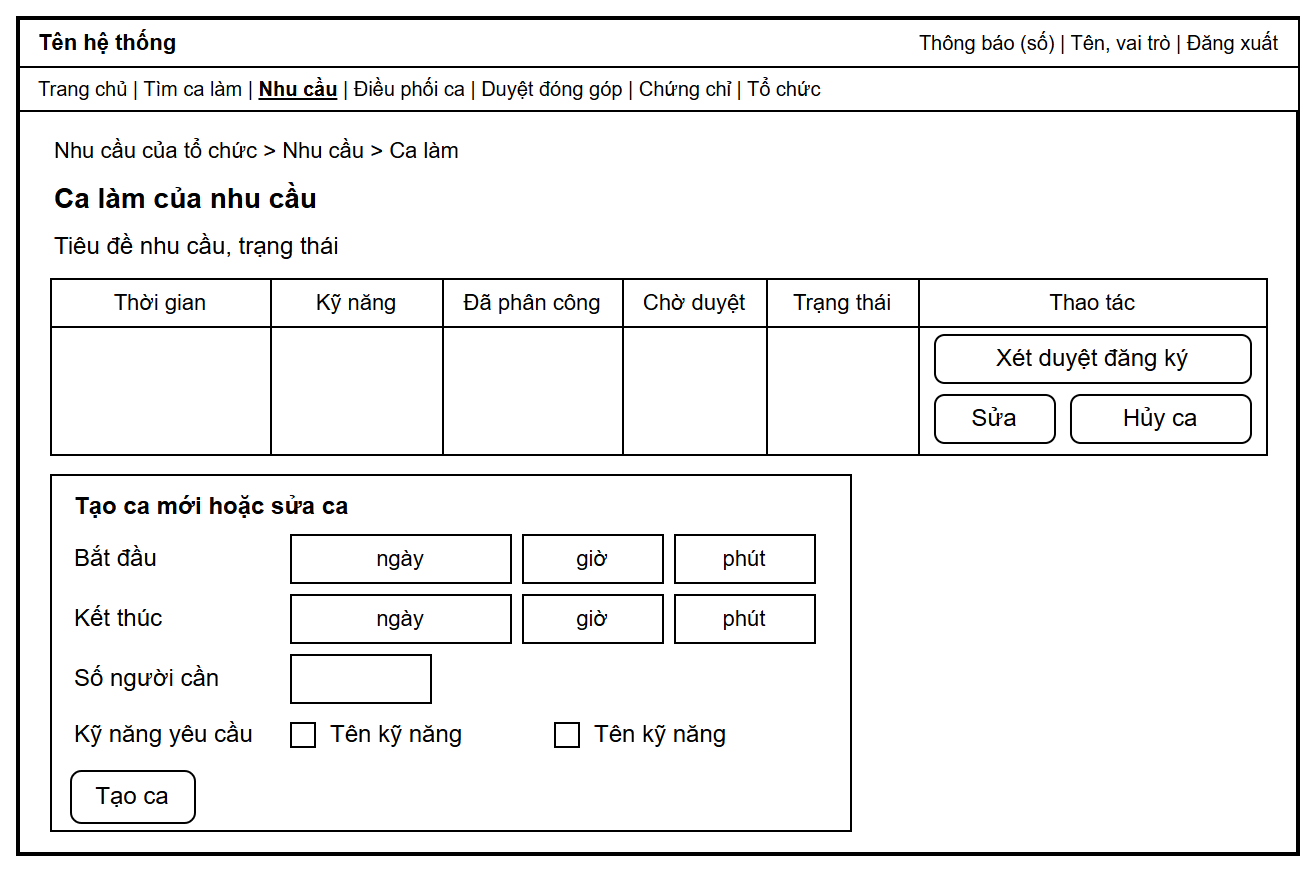 Tên hệ thống
Thông báo (số) | Tên, vai trò | Đăng xuất
Trang chủ | Tìm ca làm | Nhu cầu | Điều phối ca | Duyệt đóng góp | Chứng chỉ | Tổ chức
Nhu cầu của tổ chức > Nhu cầu > Ca làm
Ca làm của nhu cầu
Tiêu đề nhu cầu, trạng thái
Thời gian Kỹ năng Đã phân công Chờ duyệt Trạng thái Thao tác
Xét duyệt đăng ký
Sửa Hủy ca
Tạo ca mới hoặc sửa ca
Bắt đầu ngày giờ phút
Kết thúc ngày giờ phút
Số người cần
Kỹ năng yêu cầu Tên kỹ năng Tên kỹ năng
Tạo ca